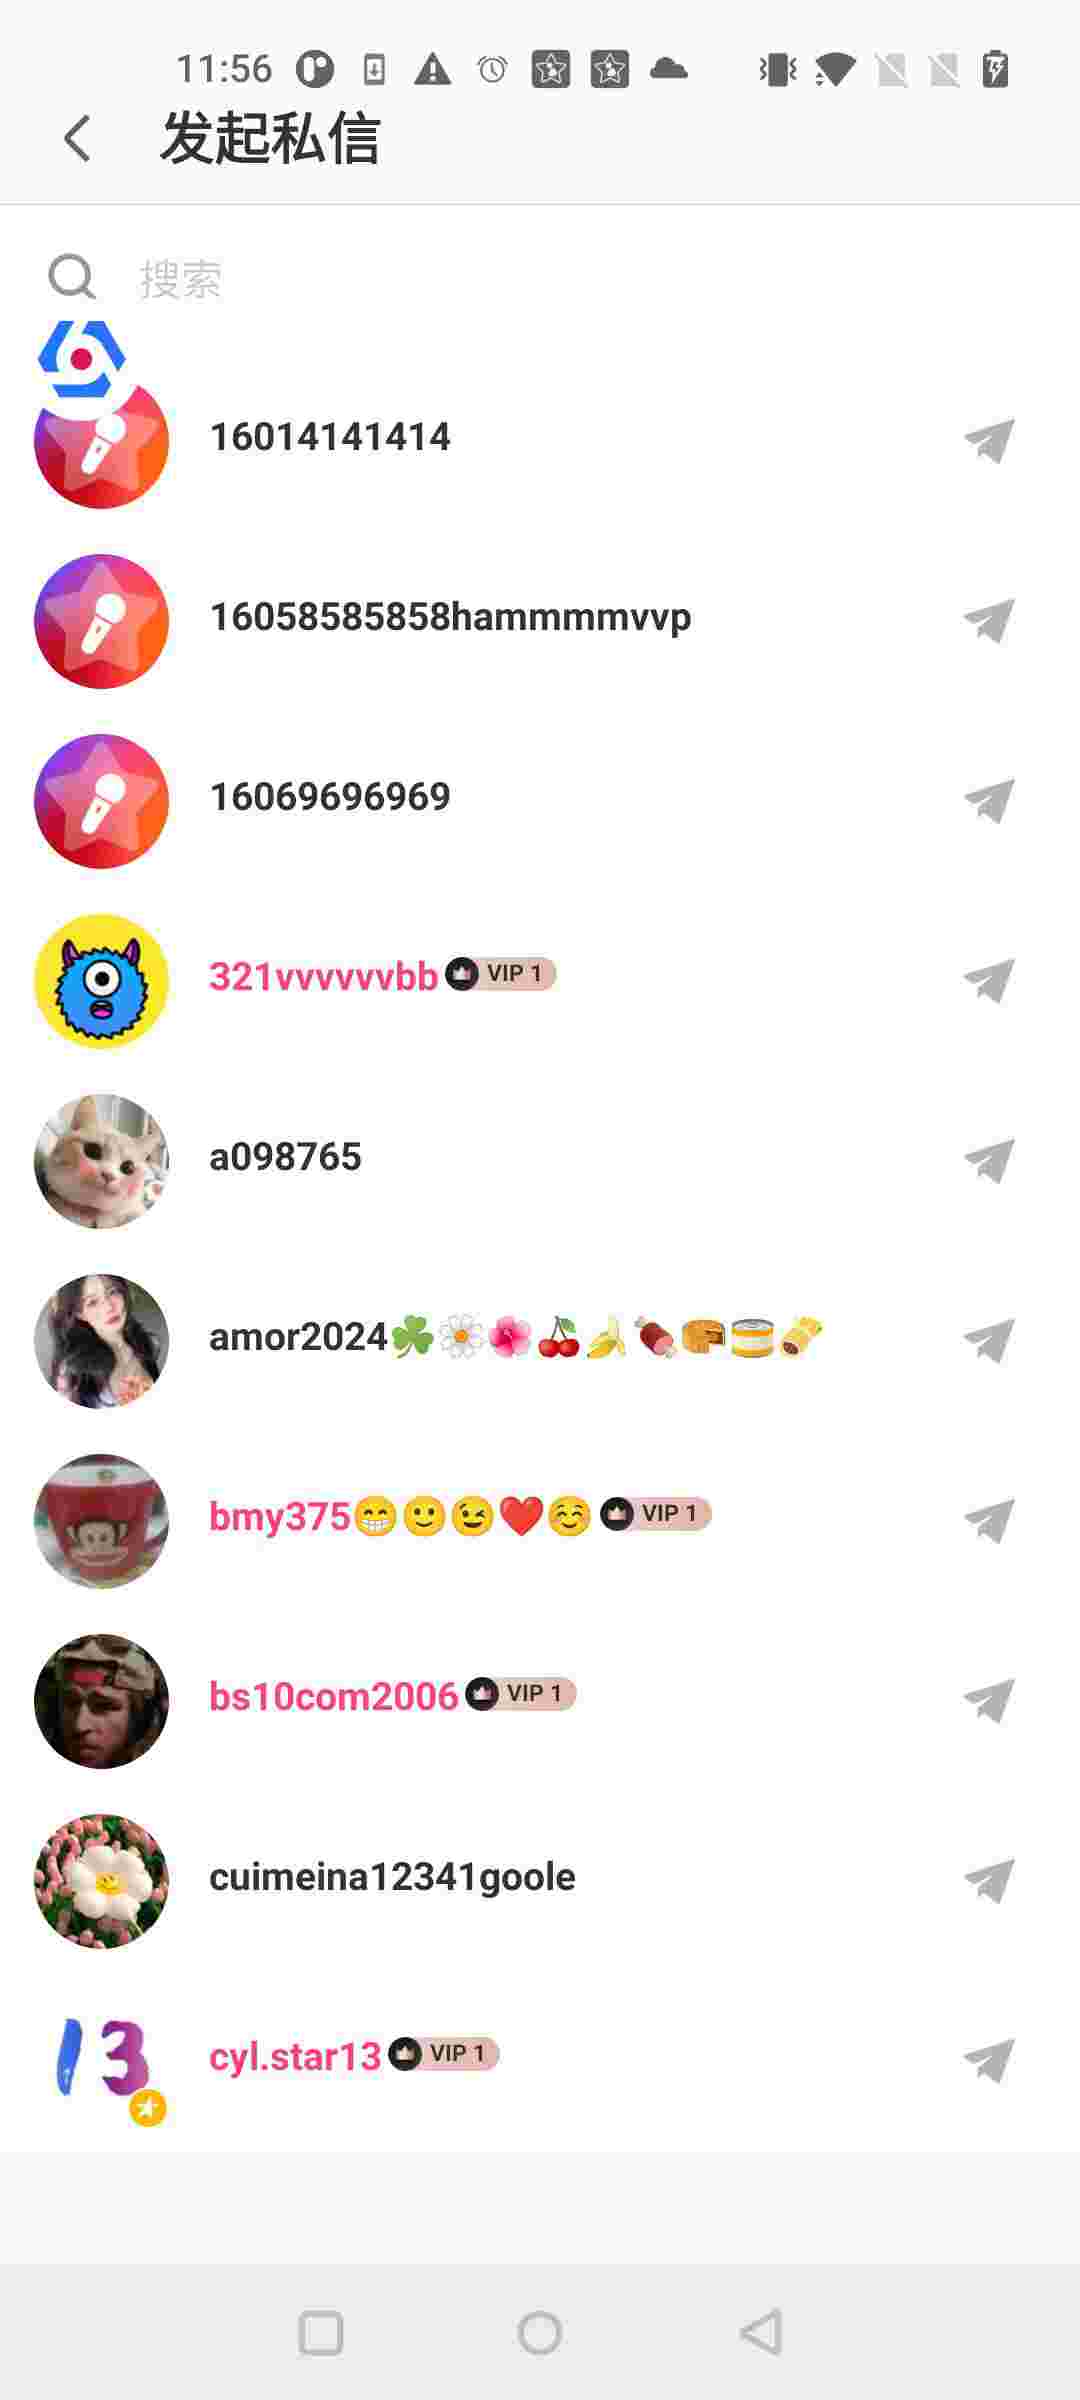 11:56
发起私信
搜索
16014141414
16058585858hammmmvvp
16069696969
321vvvvvvbb VIP 1
a098765
amor2024☘️🌼🌺🍒🍌🍖🥮🥫🌯
bmy375😁🙂😉❤️☺️ VIP 1
bs10com2006 VIP 1
cuimeina12341goole
13
cyl.star13 VIP 1